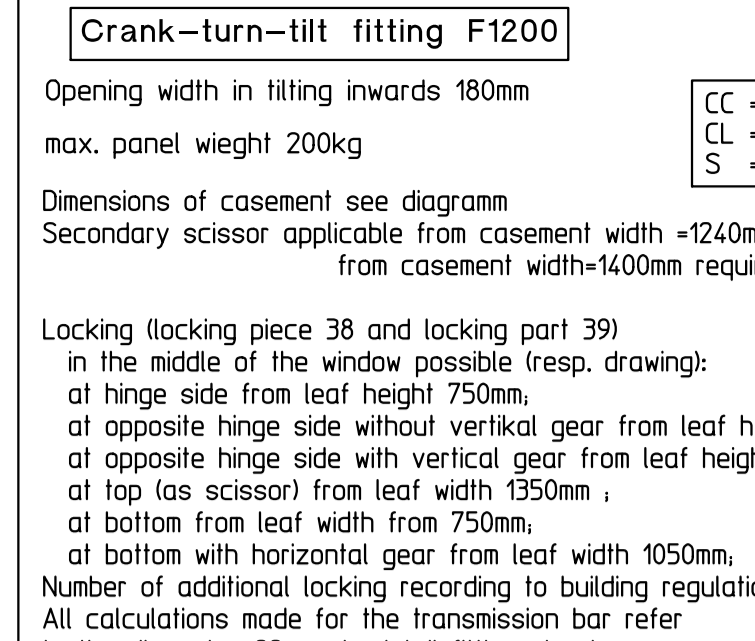 Crank-turn-tilt fitting F1200
Opening width in tilting inwards 180mm
CC =
max. panel wieght 200kg
CL =
S =
Dimensions of casement see diagramm
Secondary scissor applicable from casement width =1240m
from casement width=1400mm requi
Locking (locking piece 38 and locking part 39)
in the middle of the window possible (resp. drawing):
at hinge side from leaf height 750mm;
at opposite hinge side without vertikal gear from leaf h
at opposite hinge side with vertical gear from leaf heigh
at top (as scissor) from leaf width 1350mm ;
at bottom from leaf width from 750mm;
at bottom with horizontal gear from leaf width 1050mm;
Number of additional locking recording to building regulatio
All calculations made for the transmission bar refer